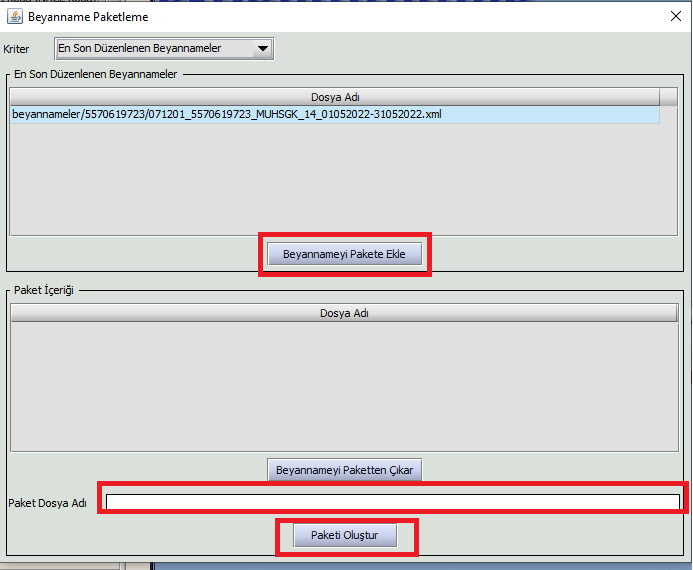 Beyanname Paketleme
Kriter
En Son Düzenlenen Beyannameler
En Son Düzenlenen Beyannameler
Dosya Adı
beyannameler/5570619723/071201_5570619723_MUHSGK_14_01052022-31052022.xml
Beyannameyi Pakete Ekle
Paket İçeriği
Dosya Adı
Beyannameyi Paketten Çıkar
Paket Dosya Adı
Paketi Oluştur